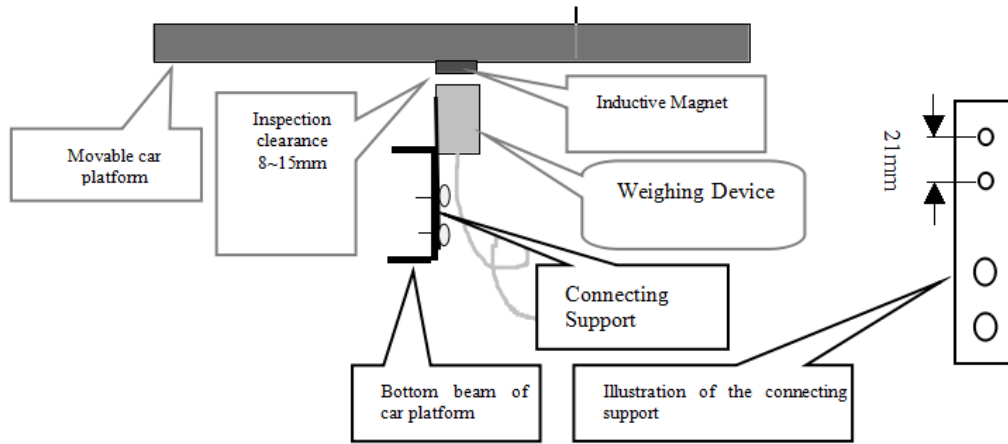 Movable car
platform
Inspection
clearance
8~15mm
Inductive Magnet
Weighing Device
Connecting
Support
Bottom beam of
car platform
Illustration of the connecting
support
21mm